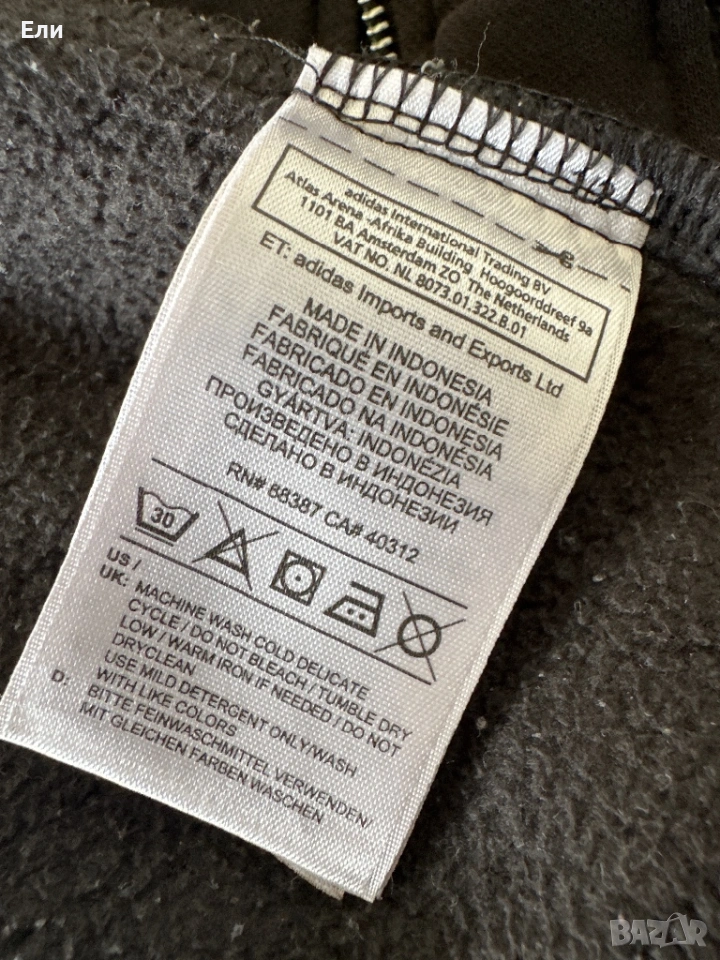 Ели
adidas International Trading BV
Atlas Arena -Afrika Building Hoogoorddreef 9a
1101 BA Amsterdam ZO The Netherlands
VAT NO. NL 8073.01.322.B.01
ET: adidas Imports and Exports Ltd
MADE IN INDONESIA
FABRIQUÉ EN INDONÉSIE
FABRICADO EN INDONESIA
FABRICADO NA INDONÉSIA
GYÁRTVA: INDONÉZIA
ПРОИЗВЕДЕНО В ИНДОНЕЗИЯ
СДЕЛАНО В ИНДОНЕЗИИ
RN# 88387 CA# 40312
30
US /
UK: MACHINE WASH COLD DELICATE
CYCLE / DO NOT BLEACH / TUMBLE DRY
LOW / WARM IRON IF NEEDED / DO NOT
DRYCLEAN
USE MILD DETERGENT ONLY/WASH
WITH LIKE COLORS
D: BITTE FEINWASCHMITTEL VERWENDEN/
MIT GLEICHEN FARBEN WASCHEN
BAZAR